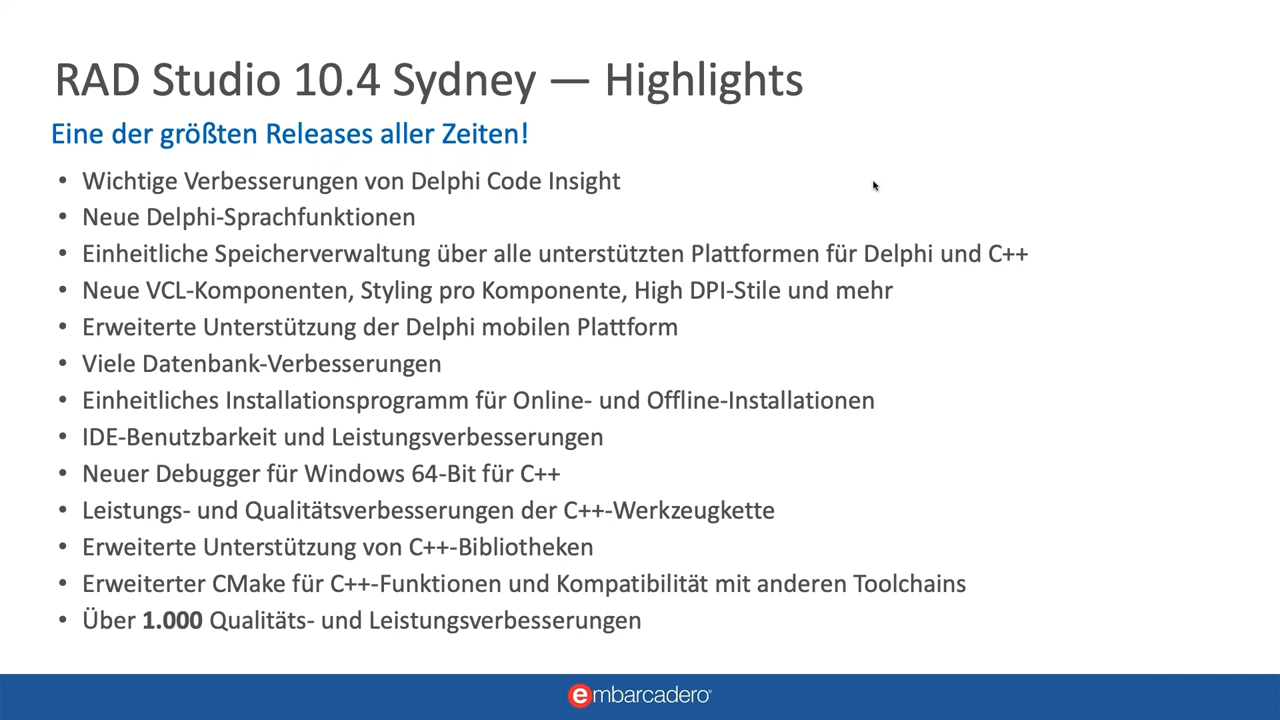 RAD Studio 10.4 Sydney — Highlights
Eine der größten Releases aller Zeiten!
• Wichtige Verbesserungen von Delphi Code Insight
• Neue Delphi-Sprachfunktionen
• Einheitliche Speicherverwaltung über alle unterstützten Plattformen für Delphi und C++
• Neue VCL-Komponenten, Styling pro Komponente, High DPI-Stile und mehr
• Erweiterte Unterstützung der Delphi mobilen Plattform
• Viele Datenbank-Verbesserungen
• Einheitliches Installationsprogramm für Online- und Offline-Installationen
• IDE-Benutzbarkeit und Leistungsverbesserungen
• Neuer Debugger für Windows 64-Bit für C++
• Leistungs- und Qualitätsverbesserungen der C++-Werkzeugkette
• Erweiterte Unterstützung von C++-Bibliotheken
• Erweiterter CMake für C++-Funktionen und Kompatibilität mit anderen Toolchains
• Über 1.000 Qualitäts- und Leistungsverbesserungen
embarcadero®